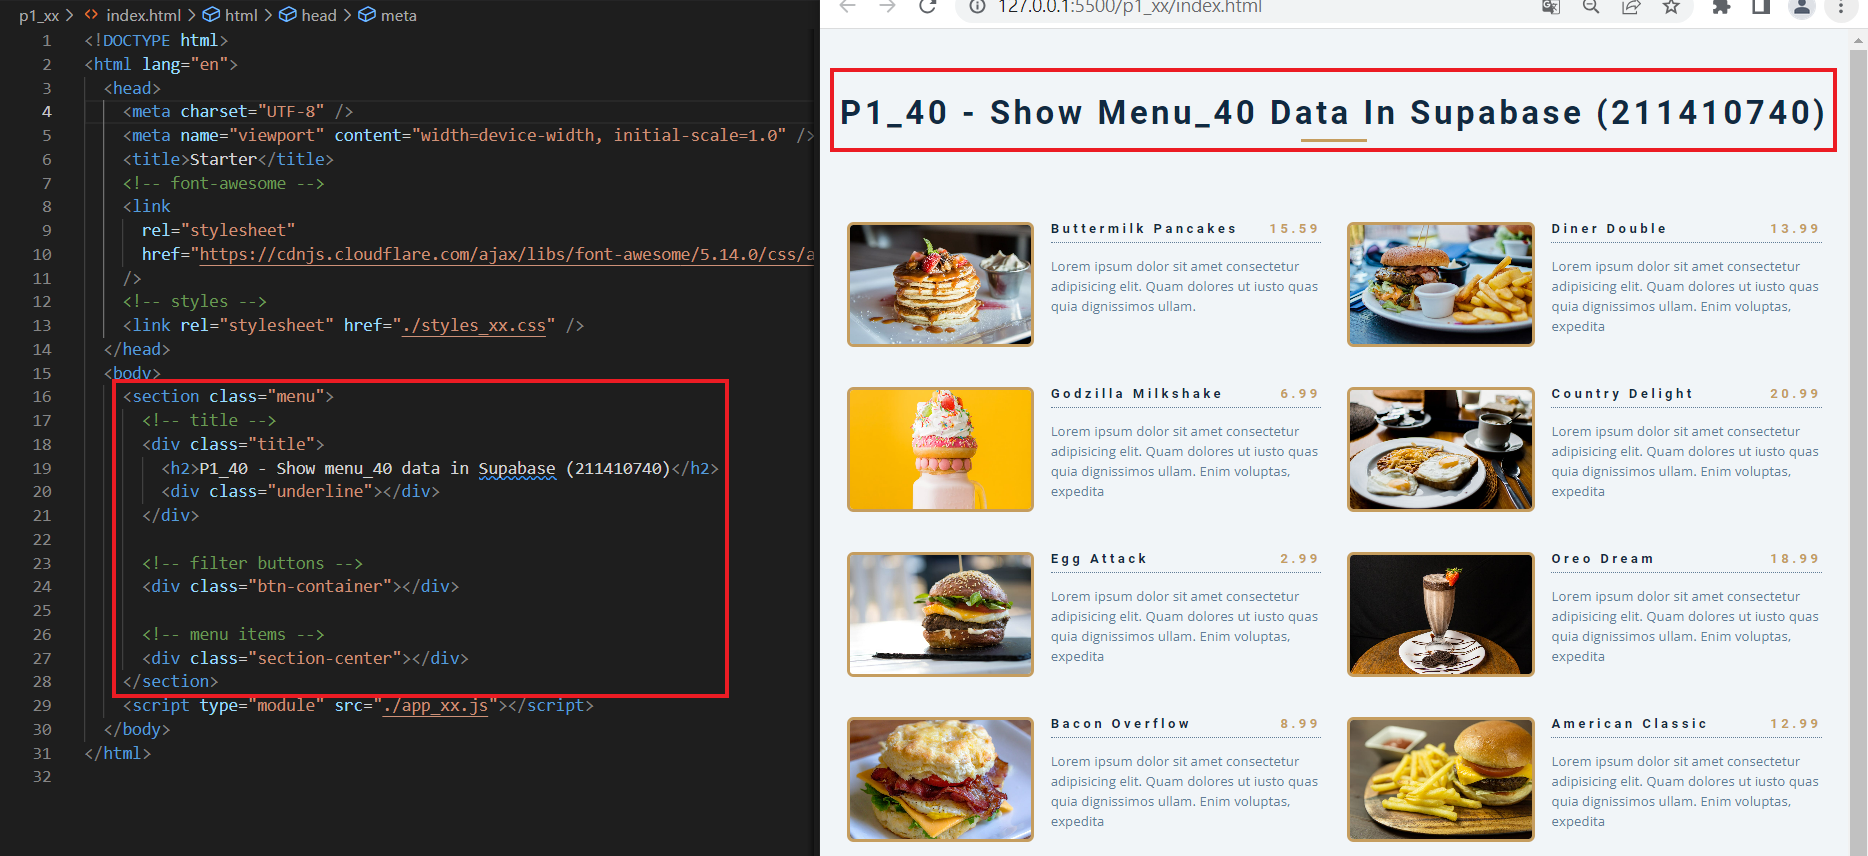 p1_xx > index.html > html > head > meta
1 <!DOCTYPE html>
2 <html lang="en">
3 <head>
4 <meta charset="UTF-8" />
5 <meta name="viewport" content="width=device-width, initial-scale=1.0" />
6 <title>Starter</title>
7 <!-- font-awesome -->
8 <link
9 rel="stylesheet"
10 href="https://cdnjs.cloudflare.com/ajax/libs/font-awesome/5.14.0/css/a
11 />
12 <!-- styles -->
13 <link rel="stylesheet" href="./styles_xx.css" />
14 </head>
15 <body>
16 <section class="menu">
17 <!-- title -->
18 <div class="title">
19 <h2>P1_40 - Show menu_40 data in Supabase (211410740)</h2>
20 <div class="underline"></div>
21 </div>
22
23 <!-- filter buttons -->
24 <div class="btn-container"></div>
25
26 <!-- menu items -->
27 <div class="section-center"></div>
28 </section>
29 <script type="module" src="./app_xx.js"></script>
30 </body>
31 </html>
32
127.0.0.1:5500/p1_xx/index.html
P1_40 - Show Menu_40 Data In Supabase (211410740)
Buttermilk Pancakes 15.59
Lorem ipsum dolor sit amet consectetur
adipisicing elit. Quam dolores ut iusto quas
quia dignissimos ullam.
Diner Double 13.99
Lorem ipsum dolor sit amet consectetur
adipisicing elit. Quam dolores ut iusto quas
quia dignissimos ullam. Enim voluptas,
expedita
Godzilla Milkshake 6.99
Lorem ipsum dolor sit amet consectetur
adipisicing elit. Quam dolores ut iusto quas
quia dignissimos ullam. Enim voluptas,
expedita
Country Delight 20.99
Lorem ipsum dolor sit amet consectetur
adipisicing elit. Quam dolores ut iusto quas
quia dignissimos ullam. Enim voluptas,
expedita
Egg Attack 2.99
Lorem ipsum dolor sit amet consectetur
adipisicing elit. Quam dolores ut iusto quas
quia dignissimos ullam. Enim voluptas,
expedita
Oreo Dream 18.99
Lorem ipsum dolor sit amet consectetur
adipisicing elit. Quam dolores ut iusto quas
quia dignissimos ullam. Enim voluptas,
expedita
Bacon Overflow 8.99
Lorem ipsum dolor sit amet consectetur
adipisicing elit. Quam dolores ut iusto quas
quia dignissimos ullam. Enim voluptas,
expedita
American Classic 12.99
Lorem ipsum dolor sit amet consectetur
adipisicing elit. Quam dolores ut iusto quas
quia dignissimos ullam. Enim voluptas,
expedita